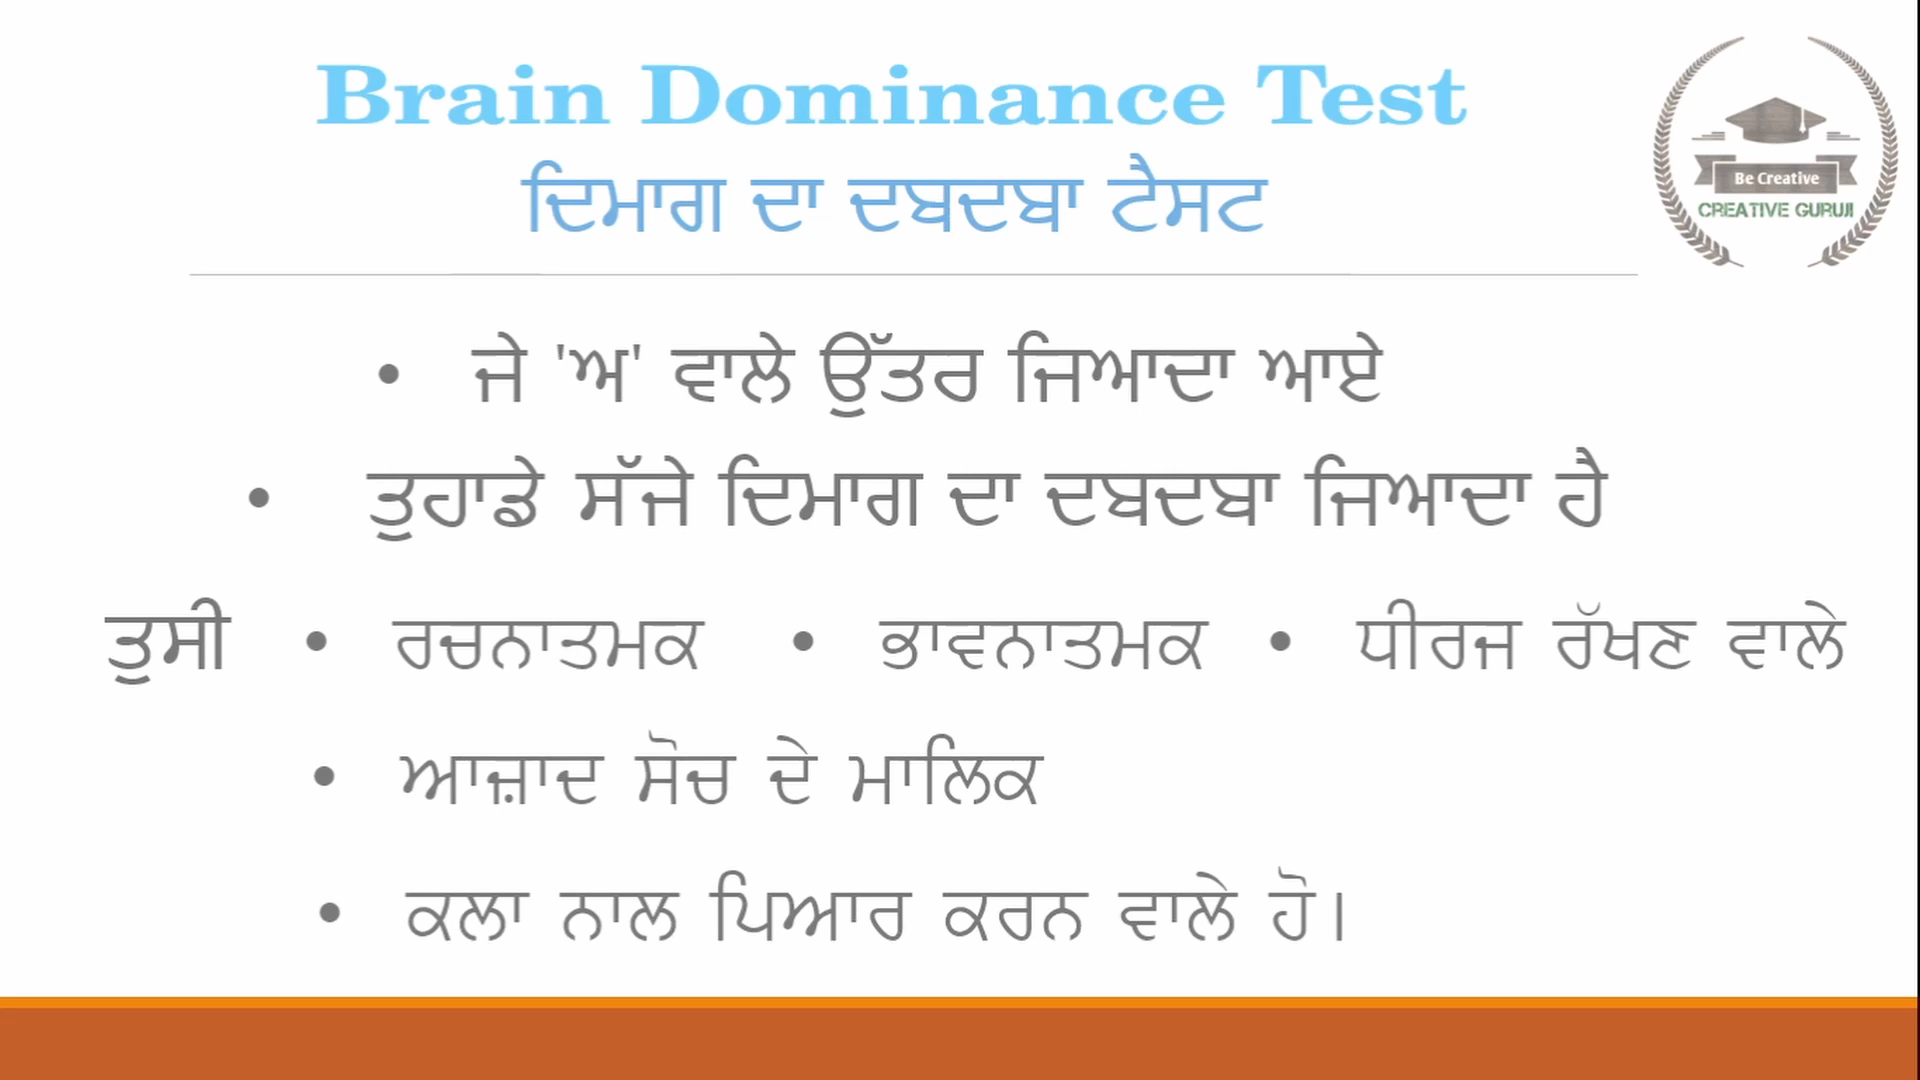 Brain Dominance Test
ਦਿਮਾਗ ਦਾ ਦਬਦਬਾ ਟੈਸਟ
Be Creative
CREATIVE GURUJI
• ਜੇ 'ਅ' ਵਾਲੇ ਉੱਤਰ ਜਿਆਦਾ ਆਏ
• ਤੁਹਾਡੇ ਸੱਜੇ ਦਿਮਾਗ ਦਾ ਦਬਦਬਾ ਜਿਆਦਾ ਹੈ
ਤੁਸੀ • ਰਚਨਾਤਮਕ • ਭਾਵਨਾਤਮਕ • ਧੀਰਜ ਰੱਖਣ ਵਾਲੇ
• ਆਜ਼ਾਦ ਸੋਚ ਦੇ ਮਾਲਿਕ
• ਕਲਾ ਨਾਲ ਪਿਆਰ ਕਰਨ ਵਾਲੇ ਹੋ।